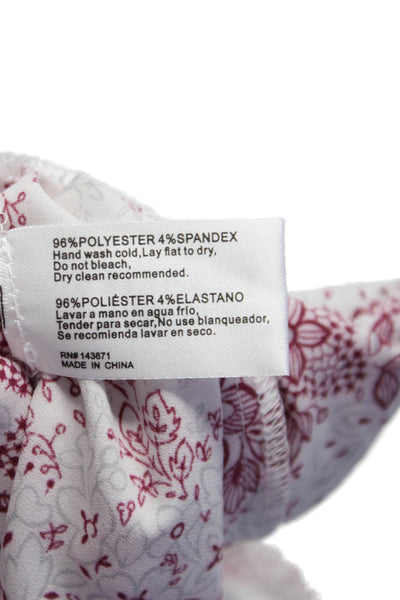 96%POLYESTER 4%SPANDEX
Hand wash cold,Lay flat to dry,
Do not bleach,
Dry clean recommended.
96%POLIÉSTER 4%ELASTANO
Lavar a mano en agua frío,
Tender para secar,No use blanqueador,
Se recomienda lavar en seco.
RN# 143671
MADE IN CHINA